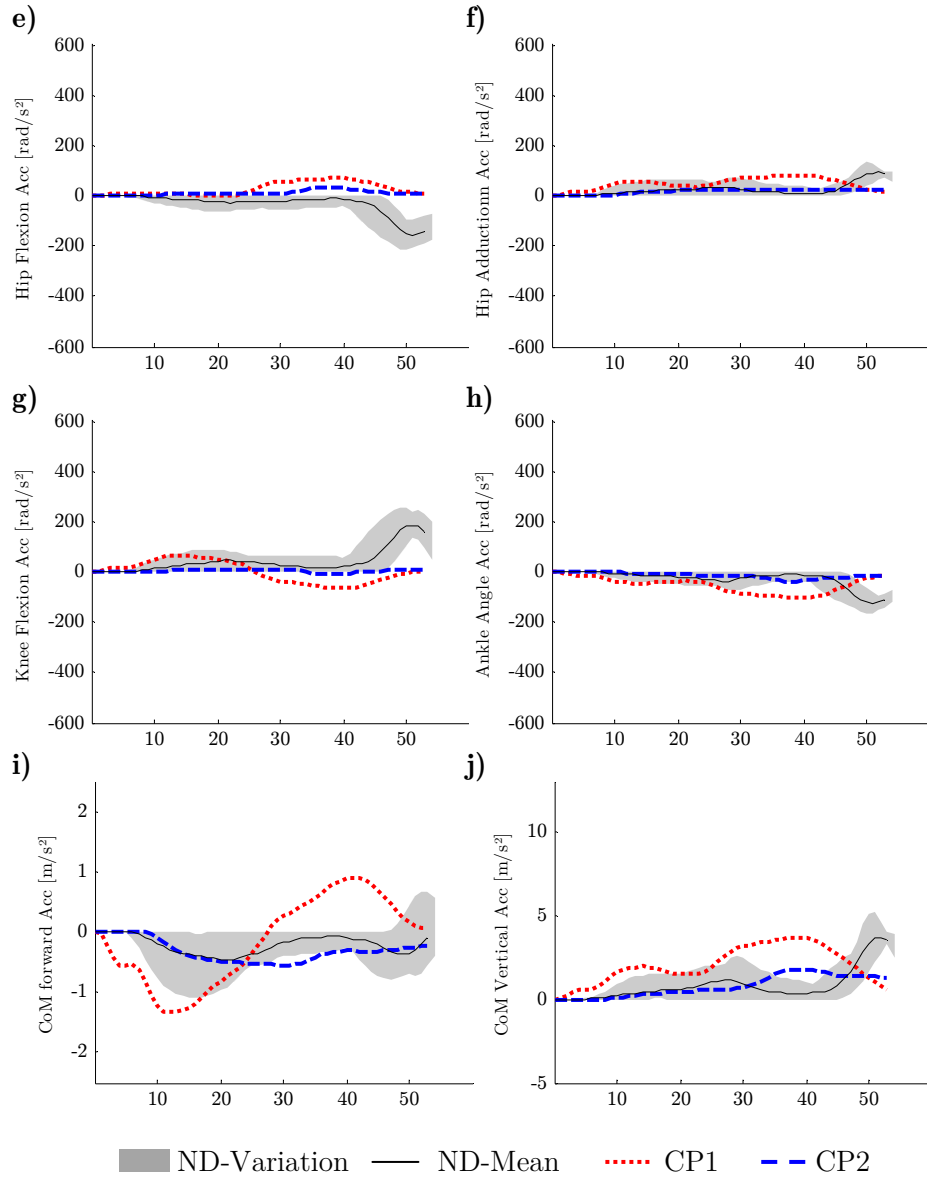 e)
600
400
200
0
-200
-400
-600
10 20 30 40 50
Hip Flexion Acc [rad/s²]
f)
600
400
200
0
-200
-400
-600
10 20 30 40 50
Hip Adductionn Acc [rad/s²]
g)
600
400
200
0
-200
-400
-600
10 20 30 40 50
Knee Flexion Acc [rad/s²]
h)
600
400
200
0
-200
-400
-600
10 20 30 40 50
Ankle Angle Acc [rad/s²]
i)
2
1
0
-1
-2
10 20 30 40 50
CoM forward Acc [m/s²]
j)
10
5
0
-5
10 20 30 40 50
CoM Vertical Acc [m/s²]
ND-Variation ND-Mean CP1 CP2